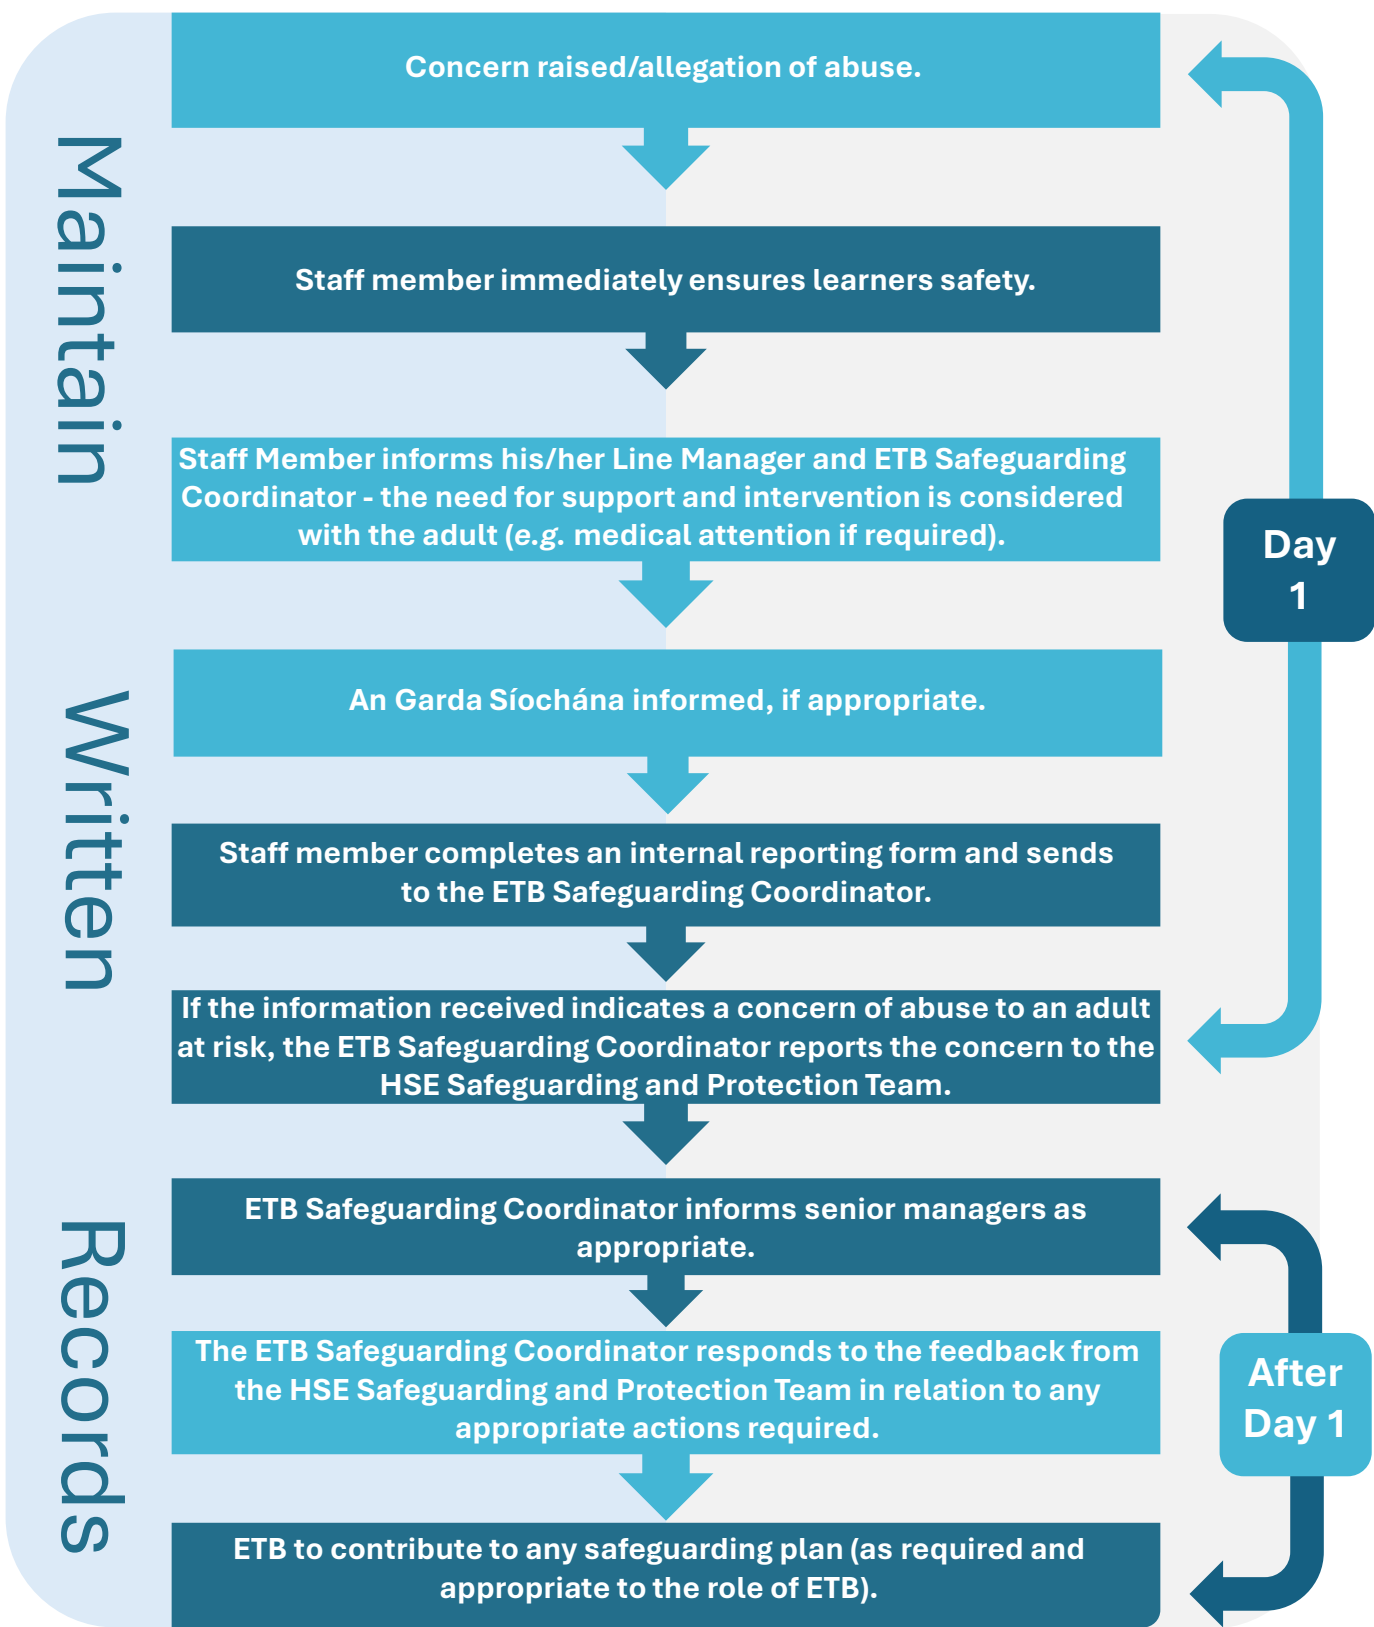 Concern raised/allegation of abuse.
Staff member immediately ensures learners safety.
Staff Member informs his/her Line Manager and ETB Safeguarding
Coordinator - the need for support and intervention is considered
with the adult (e.g. medical attention if required).
An Garda Síochána informed, if appropriate.
Staff member completes an internal reporting form and sends
to the ETB Safeguarding Coordinator.
If the information received indicates a concern of abuse to an adult
at risk, the ETB Safeguarding Coordinator reports the concern to the
HSE Safeguarding and Protection Team.
ETB Safeguarding Coordinator informs senior managers as
appropriate.
The ETB Safeguarding Coordinator responds to the feedback from
the HSE Safeguarding and Protection Team in relation to any
appropriate actions required.
ETB to contribute to any safeguarding plan (as required and
appropriate to the role of ETB).
Maintain Written Records
Day
1
After
Day 1